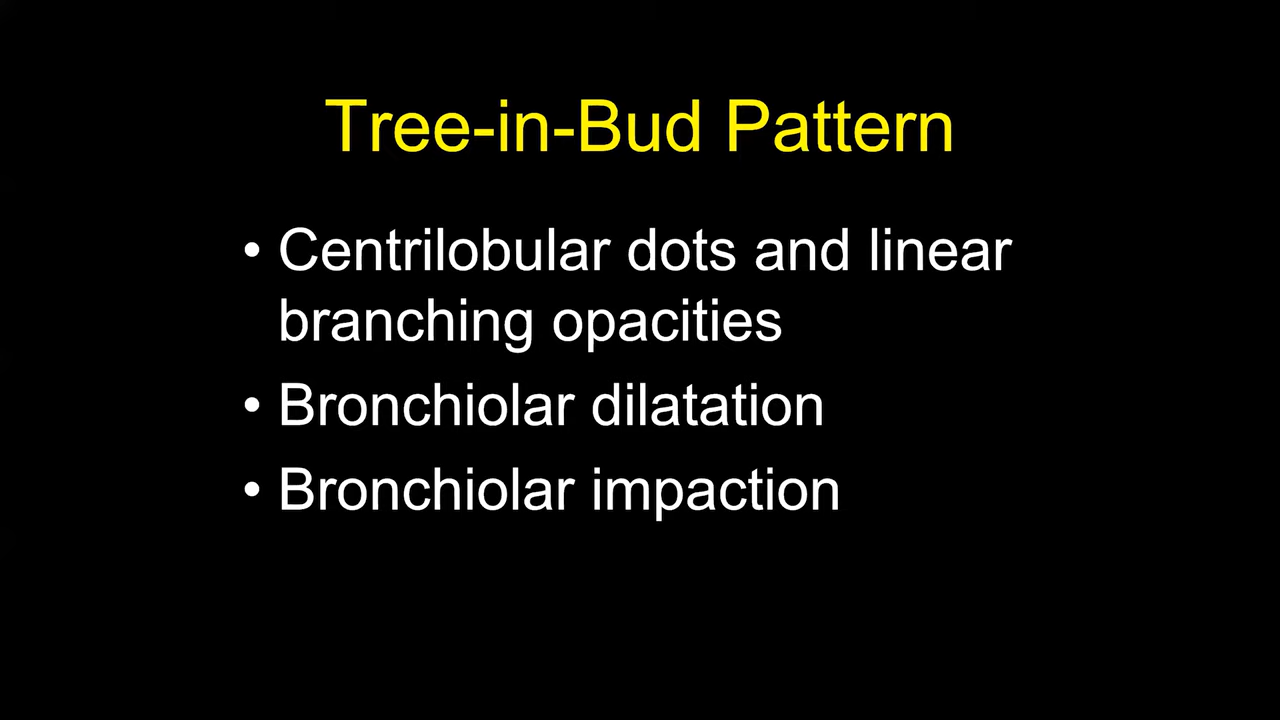 Tree-in-Bud Pattern
• Centrilobular dots and linear
branching opacities
• Bronchiolar dilatation
• Bronchiolar impaction